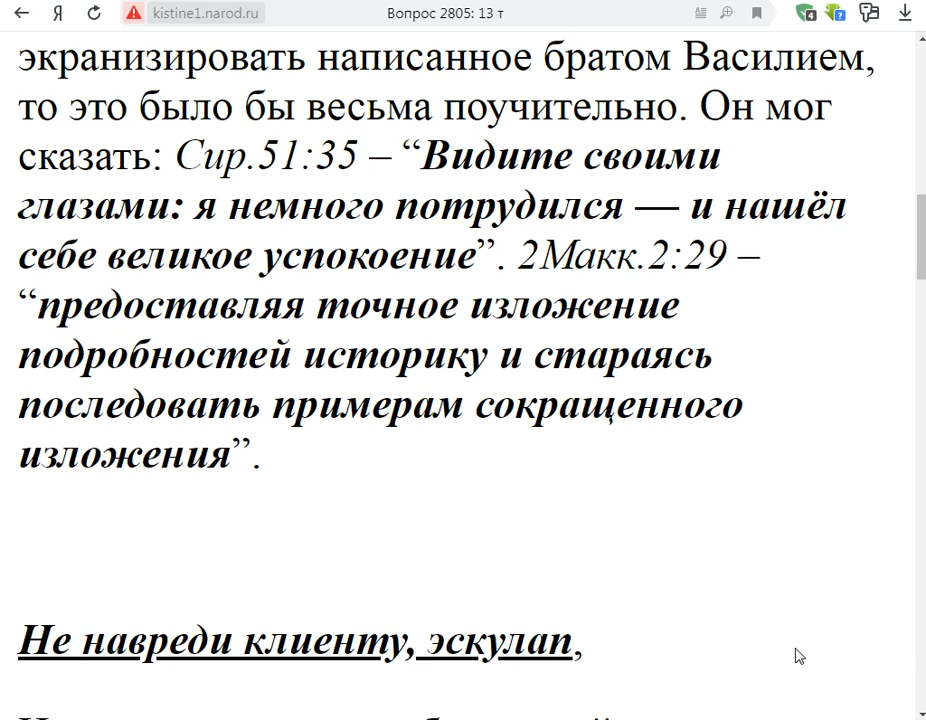 Я kistine1.narod.ru Вопрос 2805: 13 т 4 ?
экранизировать написанное братом Василием,
то это было бы весьма поучительно. Он мог
сказать: Сир.51:35 – “Видите своими
глазами: я немного потрудился — и нашёл
себе великое успокоение”. 2Макк.2:29 –
“предоставляя точное изложение
подробностей историку и стараясь
последовать примерам сокращенного
изложения”.
Не навреди клиенту, эскулап,